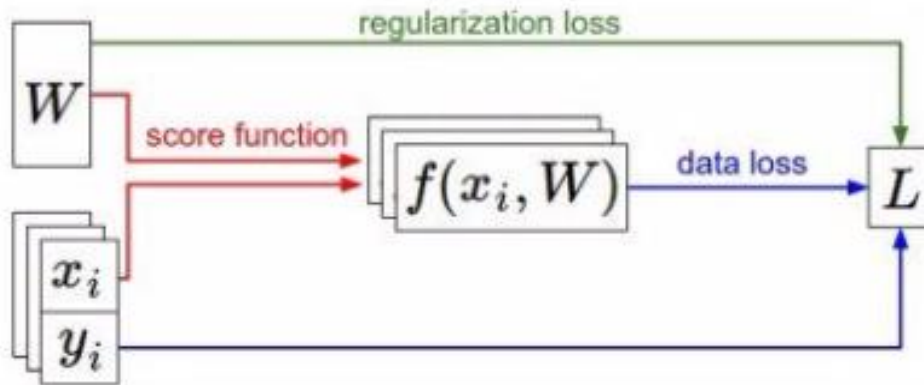 regularization loss
W
score function
f(x_i, W)
data loss
L
x_i
y_i